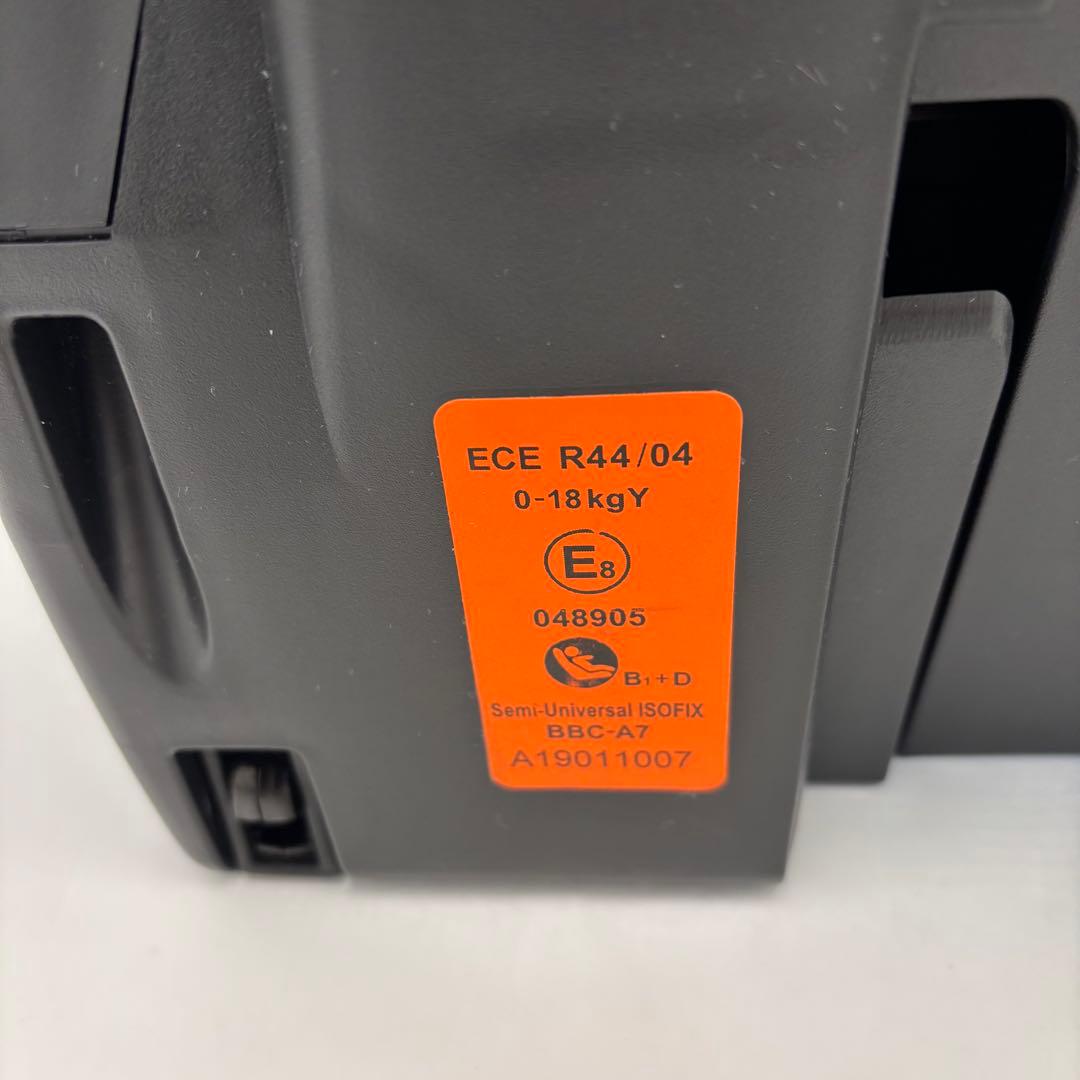 ECE R44/04
0-18kgY
E8
048905
B1+D
Semi-Universal ISOFIX
BBC-A7
A19011007